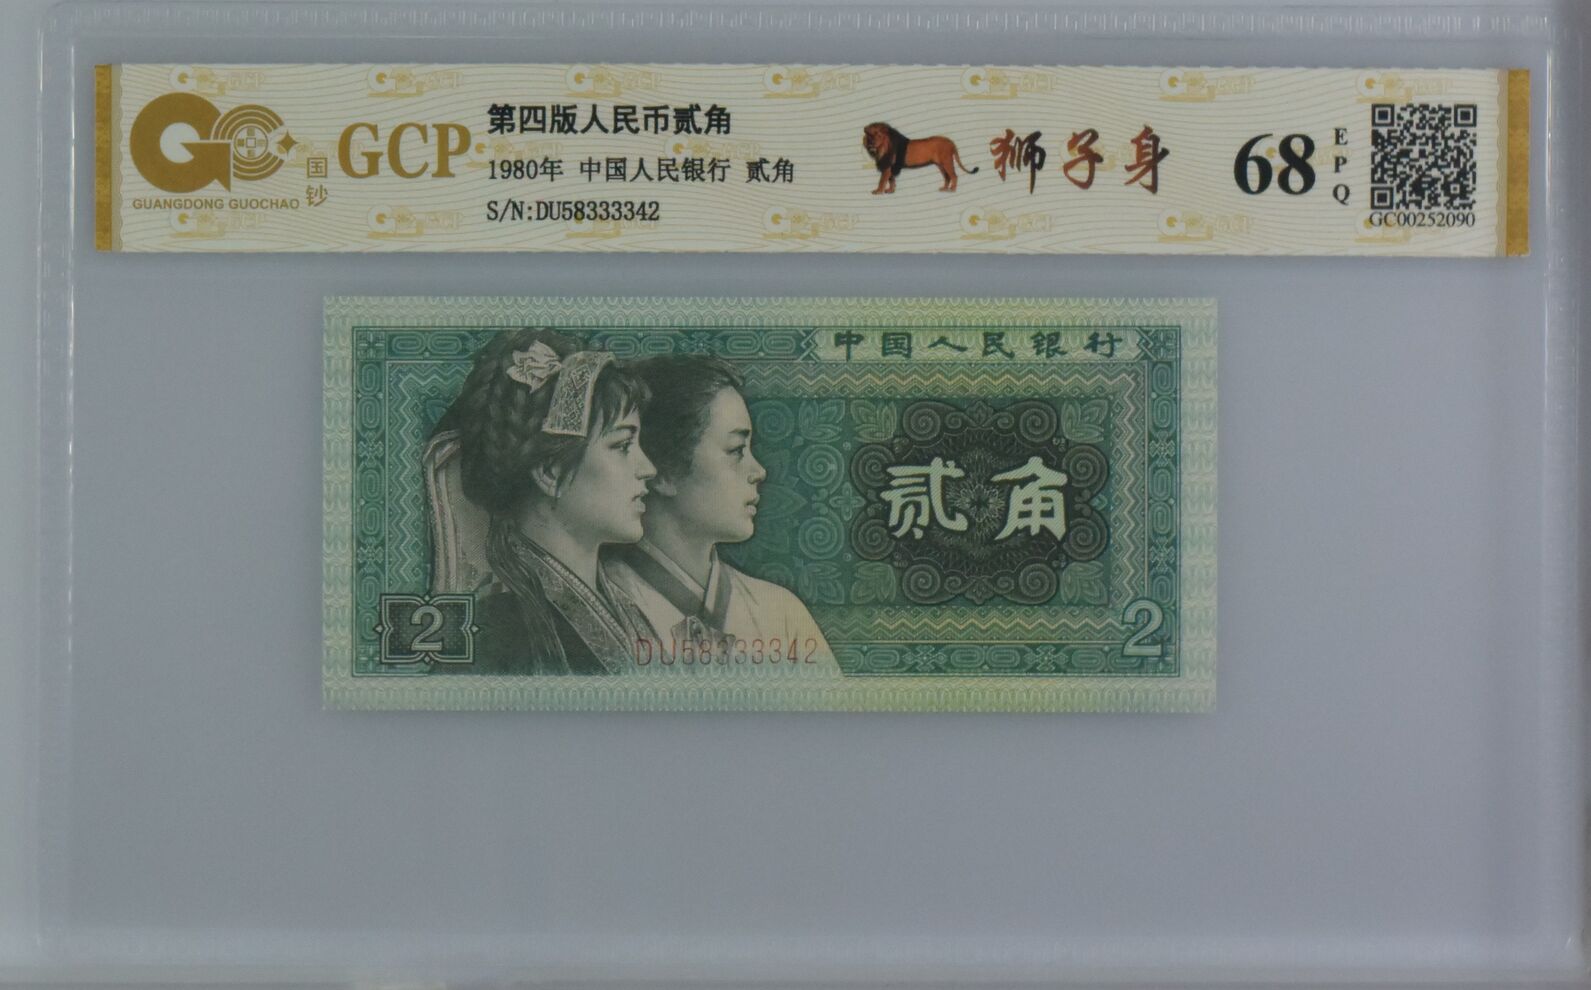 GUANGDONG GUOCHAO
国钞
GCP
第四版人民币贰角
1980年 中国人民银行 贰角
S/N:DU58333342
狮子身
68
EPQ
GC00252090
中国人民银行
贰角
2
2
DU58333342